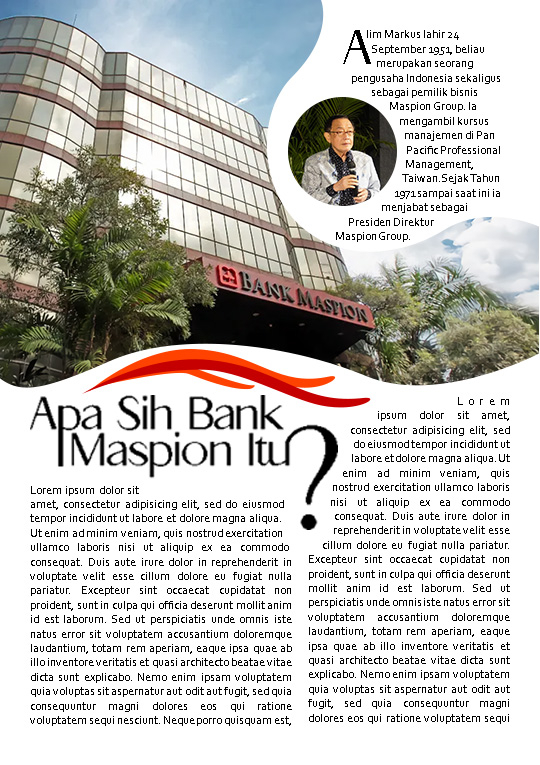 Alim Markus lahir 24
September 1951, beliau
merupakan seorang
pengusaha Indonesia sekaligus
sebagai pemilik bisnis
Maspion Group. Ia
mengambil kursus
manajemen di Pan
Pacific Professional
Management,
Taiwan.Sejak Tahun
1971 sampai saat ini ia
menjabat sebagai
Presiden Direktur
Maspion Group.
BANK MASPION
Apa Sih Bank
Maspion Itu?
Lorem ipsum dolor sit
amet, consectetur adipisicing elit, sed do eiusmod
tempor incididunt ut labore et dolore magna aliqua.
Ut enim ad minim veniam, quis nostrud exercitation
ullamco laboris nisi ut aliquip ex ea commodo
consequat. Duis aute irure dolor in reprehenderit in
voluptate velit esse cillum dolore eu fugiat nulla
pariatur. Excepteur sint occaecat cupidatat non
proident, sunt in culpa qui officia deserunt mollit anim
id est laborum. Sed ut perspiciatis unde omnis iste
natus error sit voluptatem accusantium doloremque
laudantium, totam rem aperiam, eaque ipsa quae ab
illo inventore veritatis et quasi architecto beatae vitae
dicta sunt explicabo. Nemo enim ipsam voluptatem
quia voluptas sit aspernatur aut odit aut fugit, sed quia
consequuntur magni dolores eos qui ratione
voluptatem sequi nesciunt. Neque porro quisquam est,
Lorem
ipsum dolor sit amet,
consectetur adipisicing elit, sed
do eiusmod tempor incididunt ut
labore et dolore magna aliqua. Ut
enim ad minim veniam, quis
nostrud exercitation ullamco laboris
nisi ut aliquip ex ea commodo
consequat. Duis aute irure dolor in
reprehenderit in voluptate velit esse
cillum dolore eu fugiat nulla pariatur.
Excepteur sint occaecat cupidatat non
proident, sunt in culpa qui officia deserunt
mollit anim id est laborum. Sed ut
perspiciatis unde omnis iste natus error sit
voluptatem accusantium doloremque
laudantium, totam rem aperiam, eaque
ipsa quae ab illo inventore veritatis et
quasi architecto beatae vitae dicta sunt
explicabo. Nemo enim ipsam voluptatem
quia voluptas sit aspernatur aut odit aut
fugit, sed quia consequuntur magni
dolores eos qui ratione voluptatem sequi